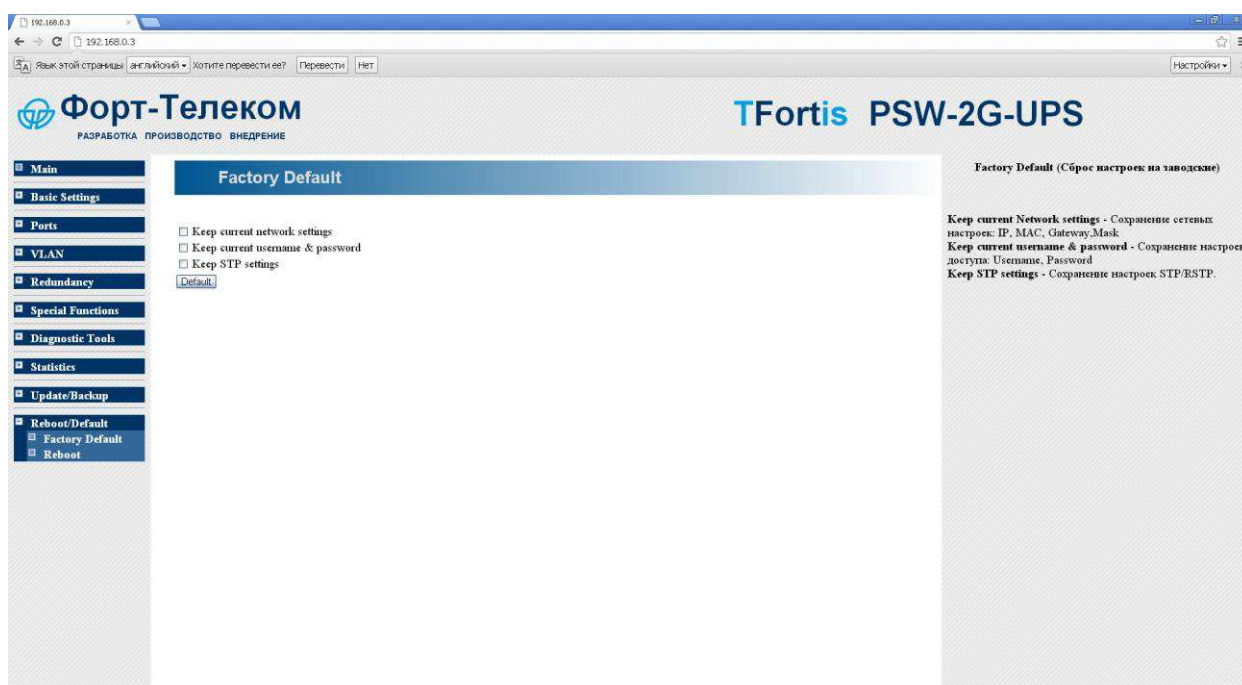 192.168.0.3
192.168.0.3
Язык этой страницы английский Хотите перевести ее? Перевести Нет Настройки
Форт-Телеком
РАЗРАБОТКА ПРОИЗВОДСТВО ВНЕДРЕНИЕ
TFortis PSW-2G-UPS
Main
Basic Settings
Ports
VLAN
Redundancy
Special Functions
Diagnostic Tools
Statistics
Update/Backup
Reboot/Default
Factory Default
Reboot
Factory Default
Keep current network settings
Keep current username & password
Keep STP settings
Default
Factory Default (Сброс настроек на заводские)
Keep current Network settings - Сохранение сетевых
настроек: IP, MAC, Gateway,Mask
Keep current username & password - Сохранение настроек
доступа: Username, Password
Keep STP settings - Сохранение настроек STP/RSTP.